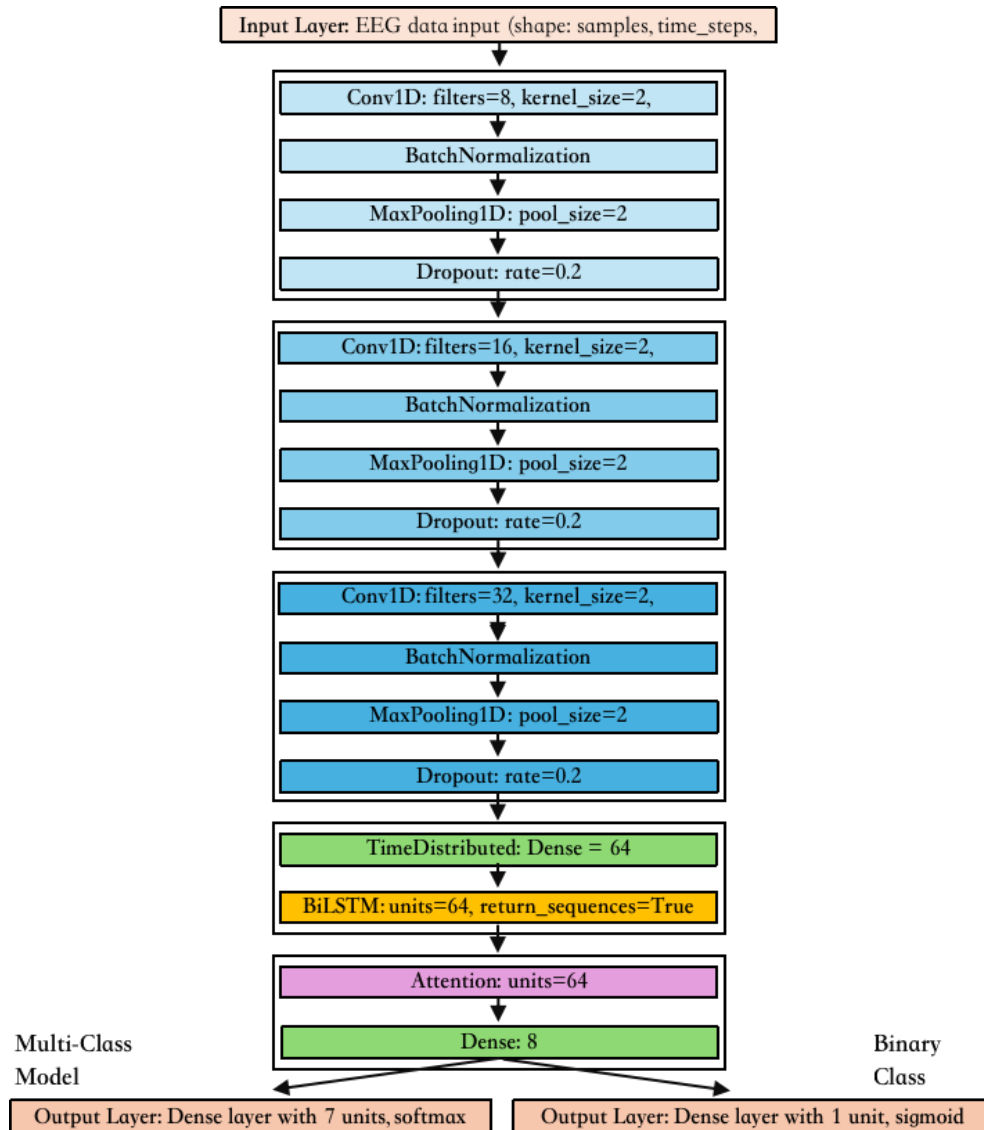 Input Layer: EEG data input (shape: samples, time_steps,
Conv1D: filters=8, kernel_size=2,
BatchNormalization
MaxPooling1D: pool_size=2
Dropout: rate=0.2
Conv1D: filters=16, kernel_size=2,
BatchNormalization
MaxPooling1D: pool_size=2
Dropout: rate=0.2
Conv1D: filters=32, kernel_size=2,
BatchNormalization
MaxPooling1D: pool_size=2
Dropout: rate=0.2
TimeDistributed: Dense = 64
BiLSTM: units=64, return_sequences=True
Attention: units=64
Dense: 8
Multi-Class
Model
Binary
Class
Output Layer: Dense layer with 7 units, softmax
Output Layer: Dense layer with 1 unit, sigmoid